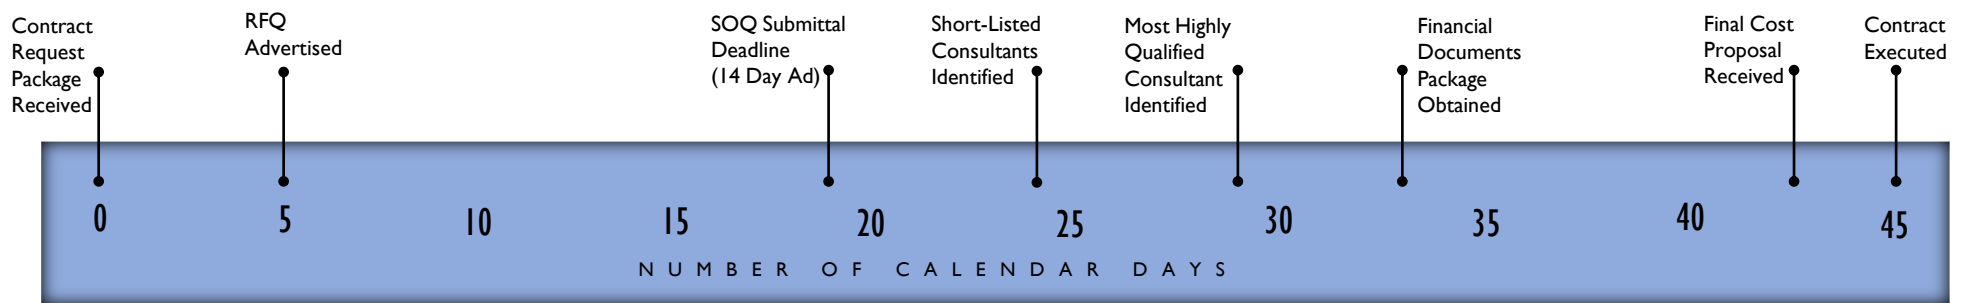 Contract
Request
Package
Received
RFQ
Advertised
SOQ Submittal
Deadline
(14 Day Ad)
Short-Listed
Consultants
Identified
Most Highly
Qualified
Consultant
Identified
Financial
Documents
Package
Obtained
Final Cost
Proposal
Received
Contract
Executed
0 5 10 15 20 25 30 35 40 45
NUMBER OF CALENDAR DAYS